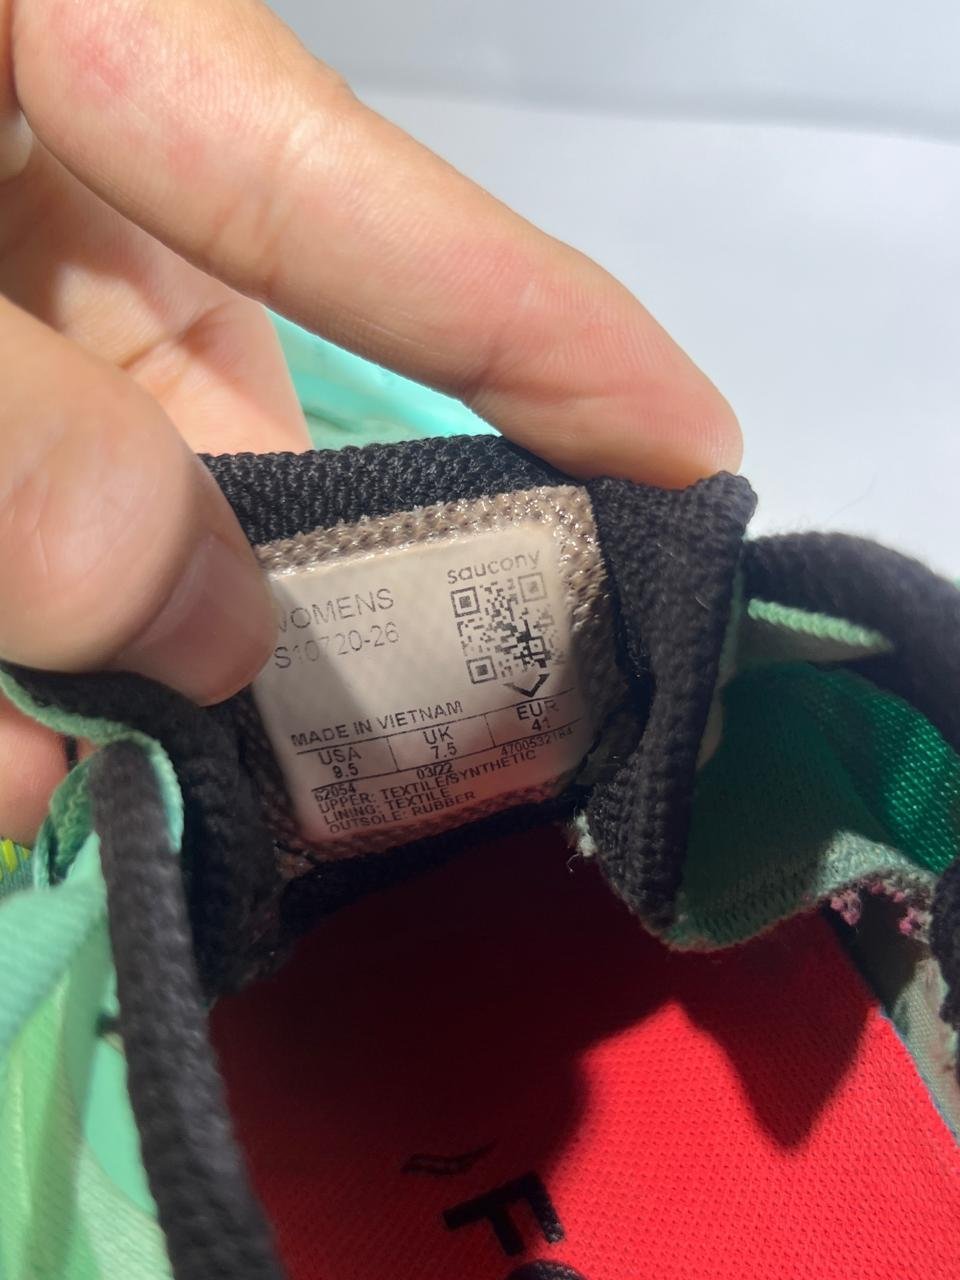 saucony
WOMENS
S10720-26
MADE IN VIETNAM
USA UK EUR
9.5 7.5 41
62054 03/22 4700532184
UPPER: TEXTILE/SYNTHETIC
LINING: TEXTILE
OUTSOLE: RUBBER